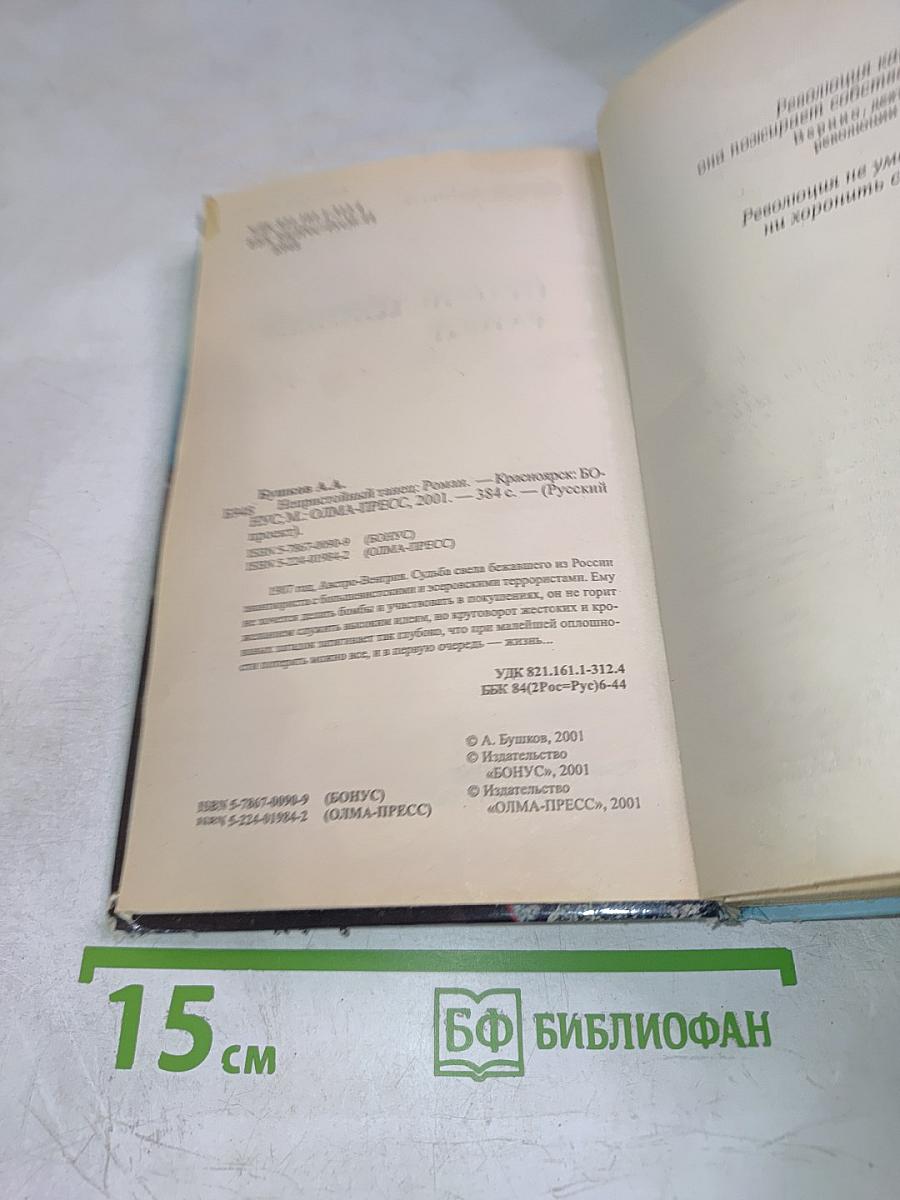 Бушков А.А.
Б948 Непристойный танец: Роман. — Красноярск: БО-
НУС, М.: ОЛМА-ПРЕСС, 2001. — 384 с. — (Русский
проект).
ISBN 5-7867-0090-9 (БОНУС)
ISBN 5-224-01984-2 (ОЛМА-ПРЕСС)
1907 год, Австро-Венгрия. Судьба свела бежавшего из России
с большевистскими и эсеровскими террористами. Ему
не хочется делать бомбы и участвовать в покушениях, он не горит
желанием служить высоким идеям, но круговорот жестоких и кро-
вавых загадок затягивает так глубоко, что при малейшей оплошно-
сти потерять можно все, и в первую очередь — жизнь...
УДК 821.161.1-312.4
ББК 84(2Рос=Рус)6-44
© А. Бушков, 2001
© Издательство
«БОНУС», 2001
© Издательство
«ОЛМА-ПРЕСС», 2001
ISBN 5-7867-0090-9 (БОНУС)
ISBN 5-224-01984-2 (ОЛМА-ПРЕСС)
Революция
она пожирает
революции
Революция не
ни хоронить
15 см
БФ БИБЛИОФАН